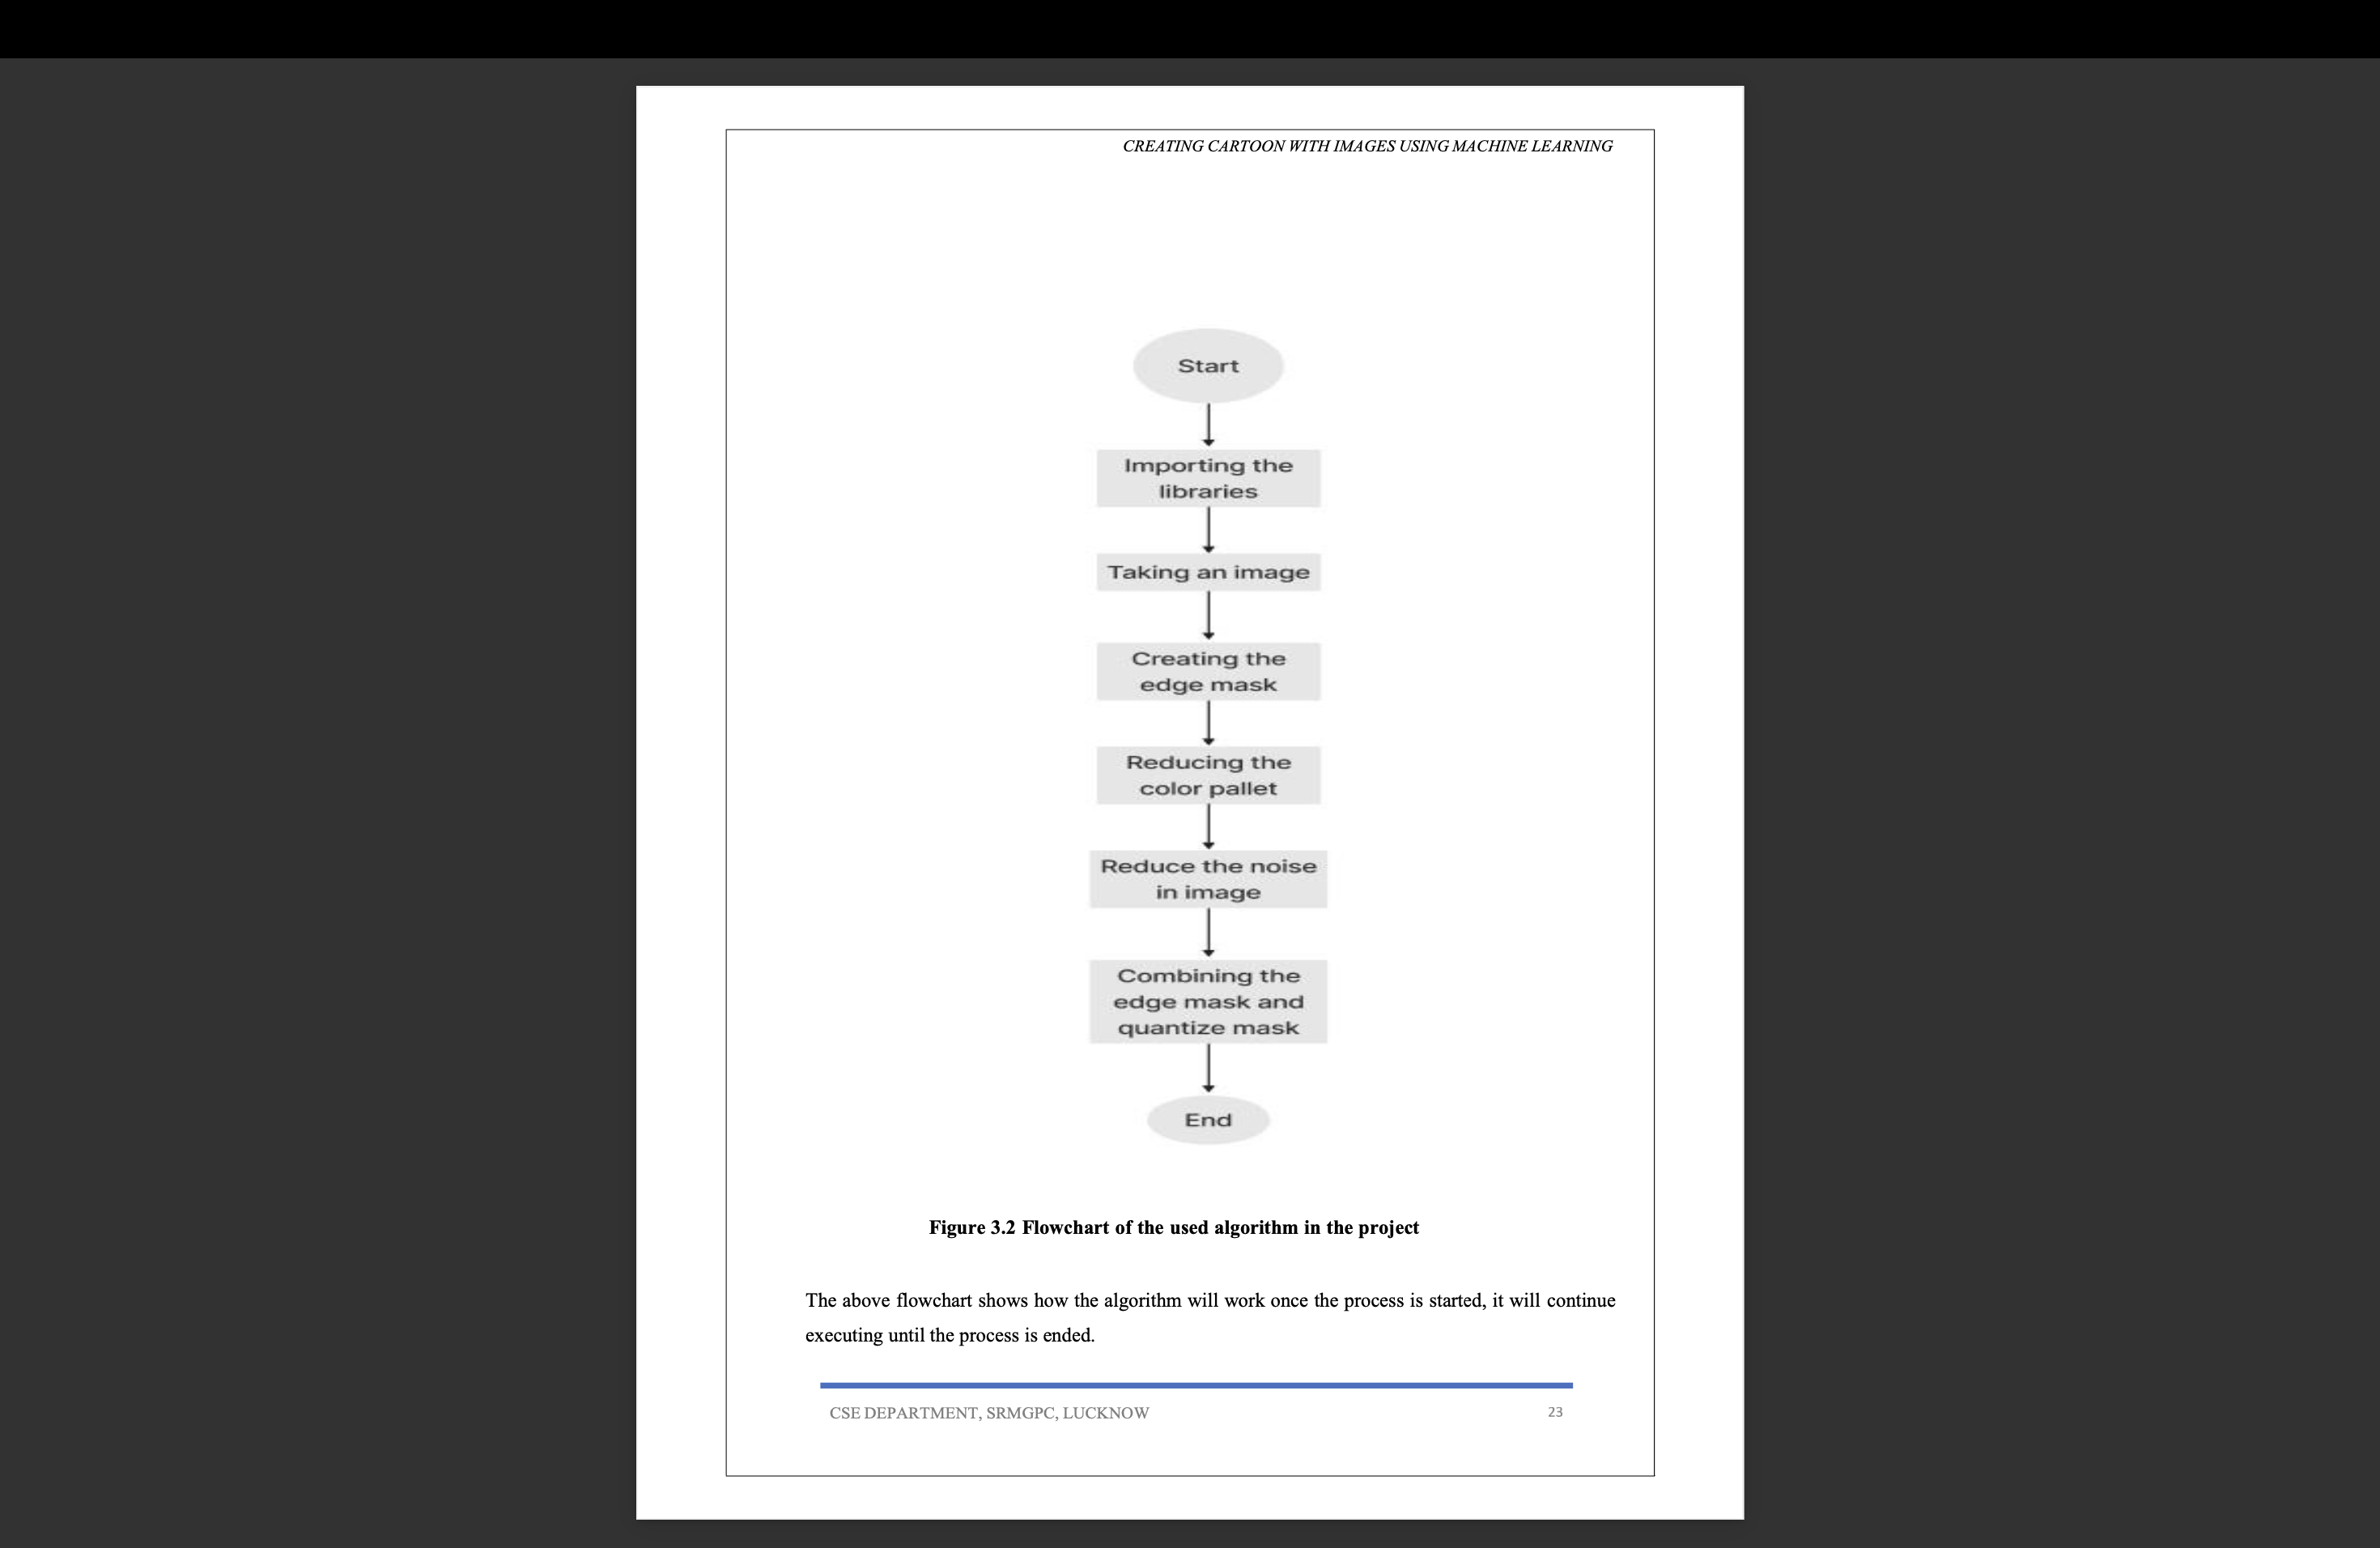 CREATING CARTOON WITH IMAGES USING MACHINE LEARNING
Start
Importing the
libraries
Taking an image
Creating the
edge mask
Reducing the
color pallet
Reduce the noise
in image
Combining the
edge mask and
quantize mask
End
Figure 3.2 Flowchart of the used algorithm in the project
The above flowchart shows how the algorithm will work once the process is started, it will continue
executing until the process is ended.
CSE DEPARTMENT, SRMGPC, LUCKNOW 23